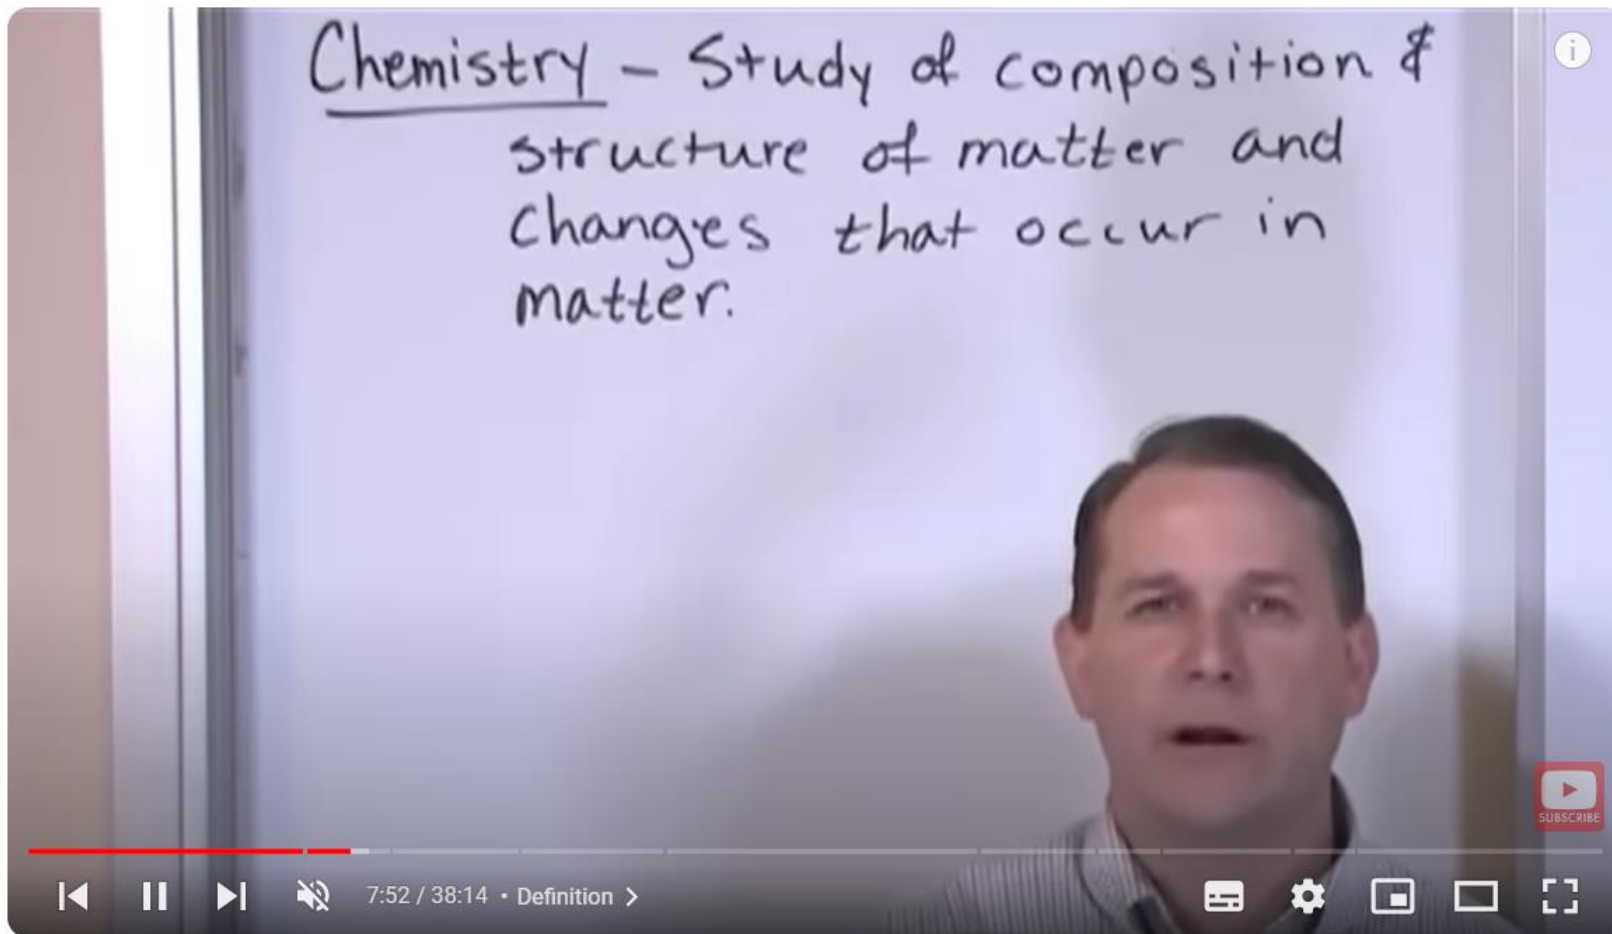 Chemistry - Study of composition &
structure of matter and
changes that occur in
matter.
SUBSCRIBE
7:52 / 38:14 • Definition